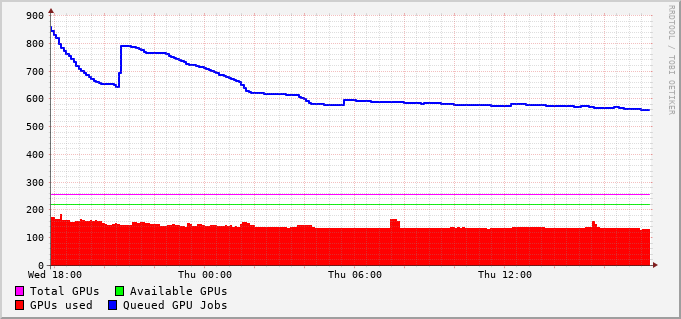 900
800
700
600
500
400
300
200
100
0
Wed 18:00 Thu 00:00 Thu 06:00 Thu 12:00
Total GPUs Available GPUs
GPUs used Queued GPU Jobs
RRDTOOL / TOBI OETIKER